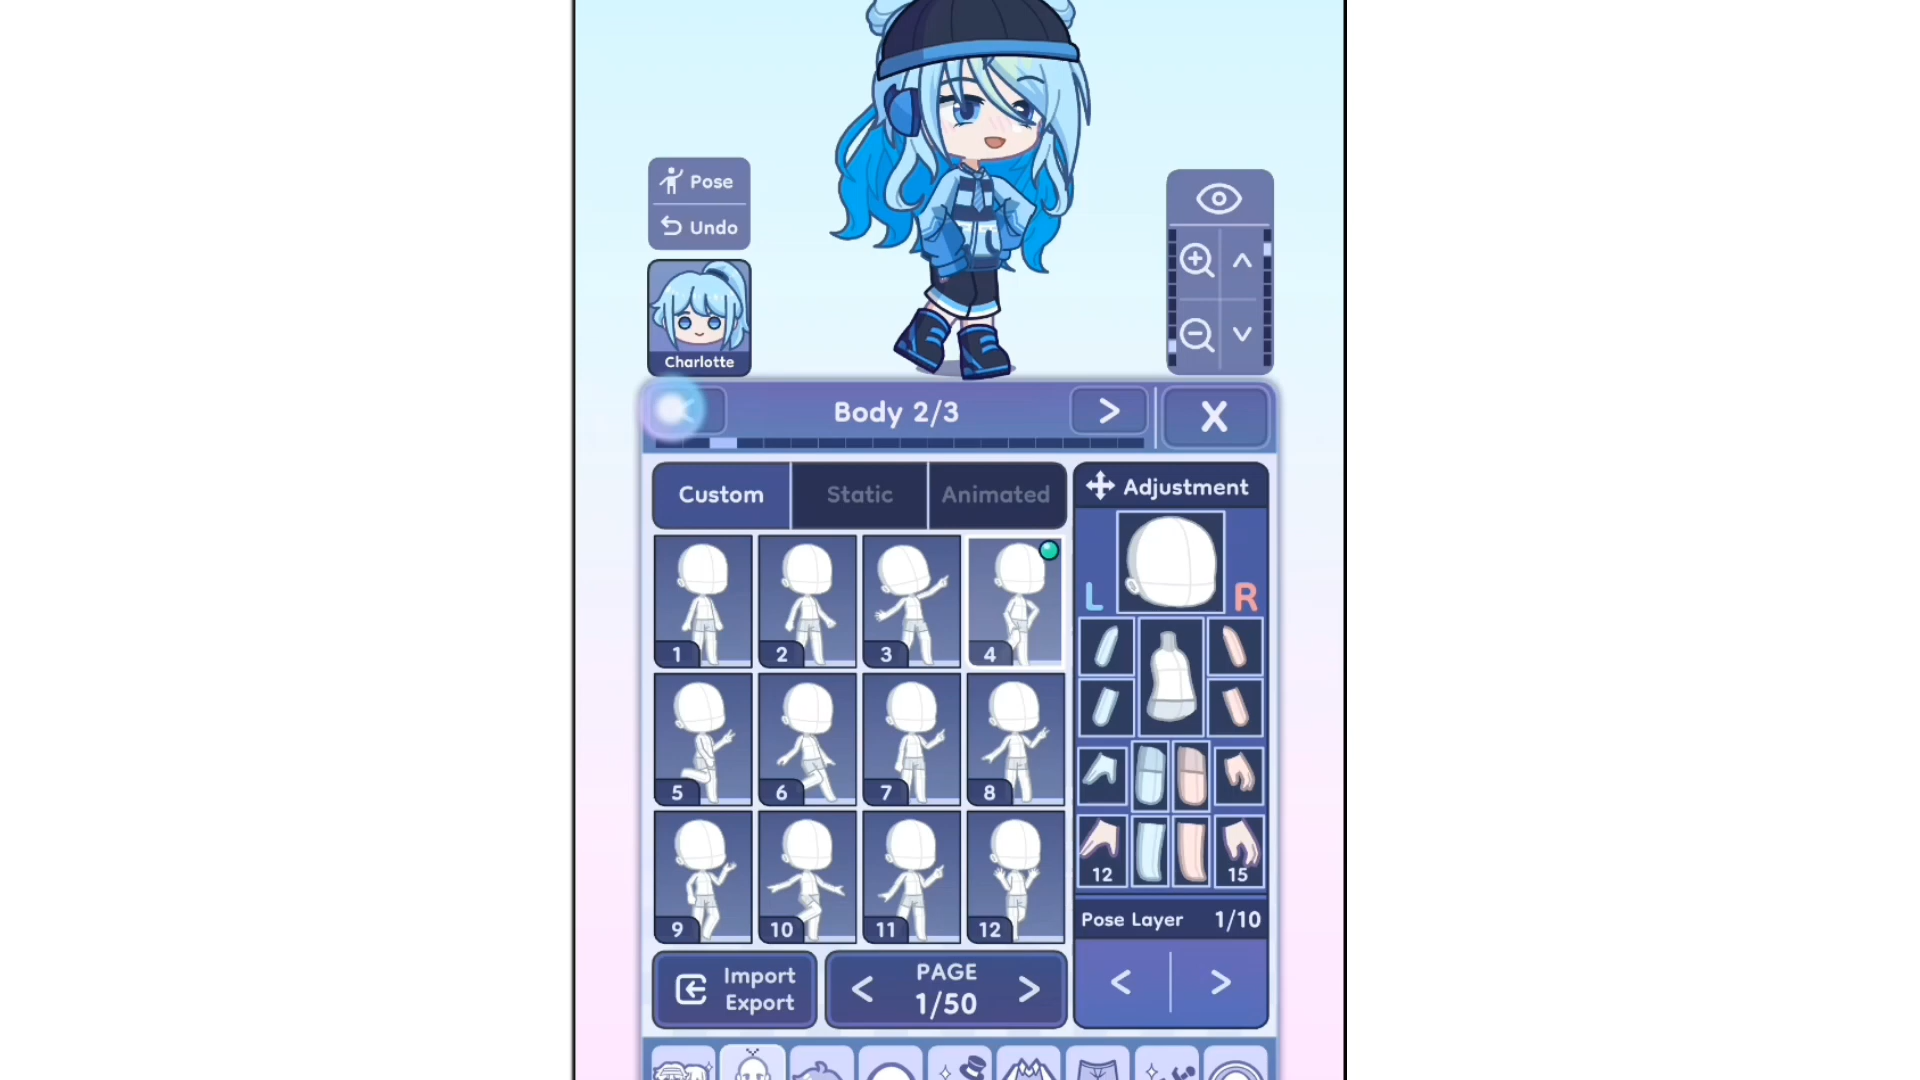 Pose
Undo
Charlotte
Body 2/3
X
Custom
Static
Animated
Adjustment
L
R
1
2
3
4
5
6
7
8
9
10
11
12
12
15
Pose Layer 1/10
Import
Export
PAGE
1/50